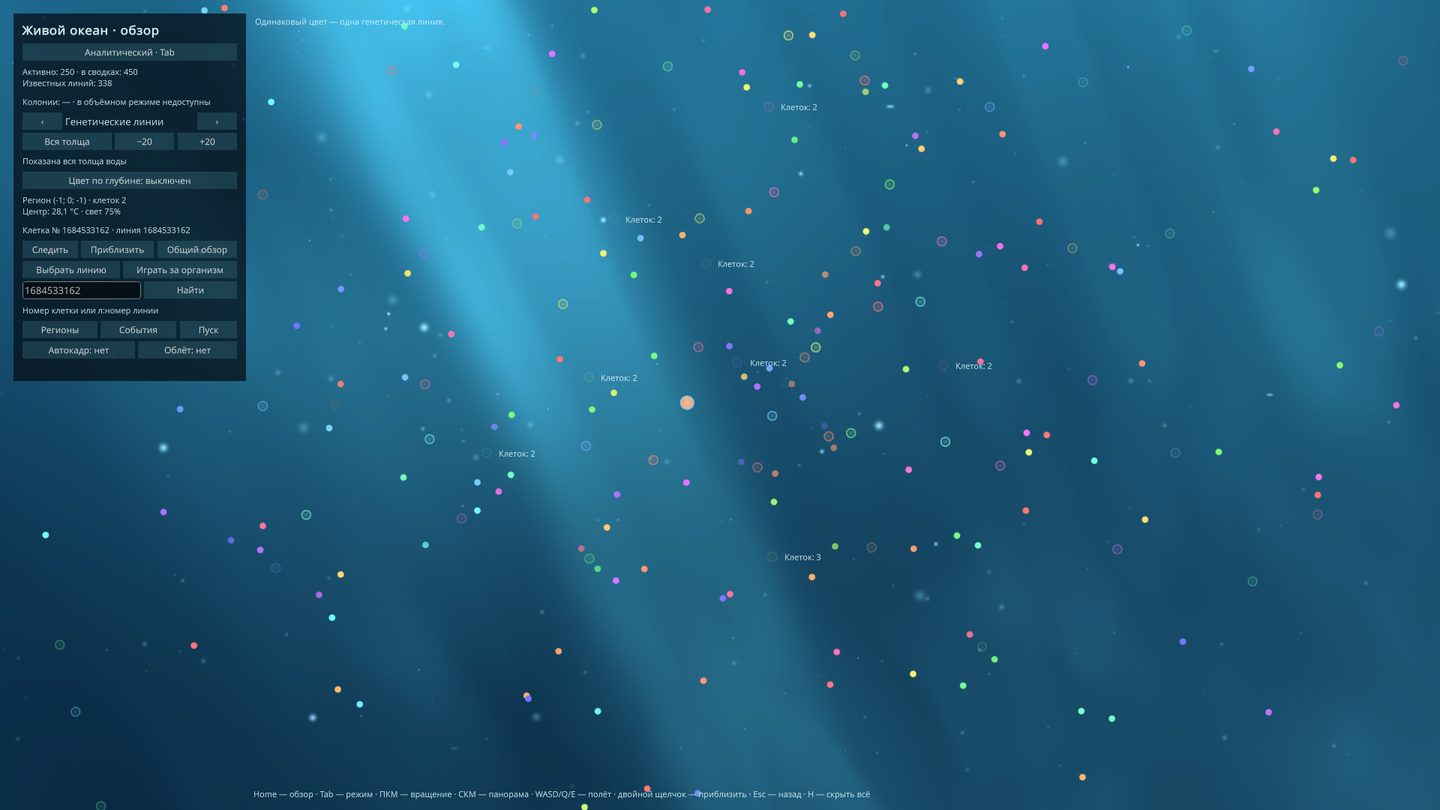 Живой океан · обзор
Аналитический · Tab
Активно: 250 · в сводках: 450
Известных линий: 338
Колонии: — · в объёмном режиме недоступны
‹ Генетические линии ›
Вся толща −20 +20
Показана вся толща воды
Цвет по глубине: выключен
Регион (-1; 0; -1) · клеток 2
Центр: 28,1 °C · свет 75%
Клетка № 1684533162 · линия 1684533162
Следить Приблизить Общий обзор
Выбрать линию Играть за организм
1684533162 Найти
Номер клетки или л:номер линии
Регионы События Пуск
Автокадр: нет Облёт: нет
Одинаковый цвет — одна генетическая линия.
Клеток: 2
Клеток: 2
Клеток: 2
Клеток: 2
Клеток: 2
Клеток: 2
Клеток: 2
Клеток: 3
Home — обзор · Tab — режим · ПКМ — вращение · СКМ — панорама · WASD/Q/E — полёт · двойной щелчок — приблизить · Esc — назад · H — скрыть всё